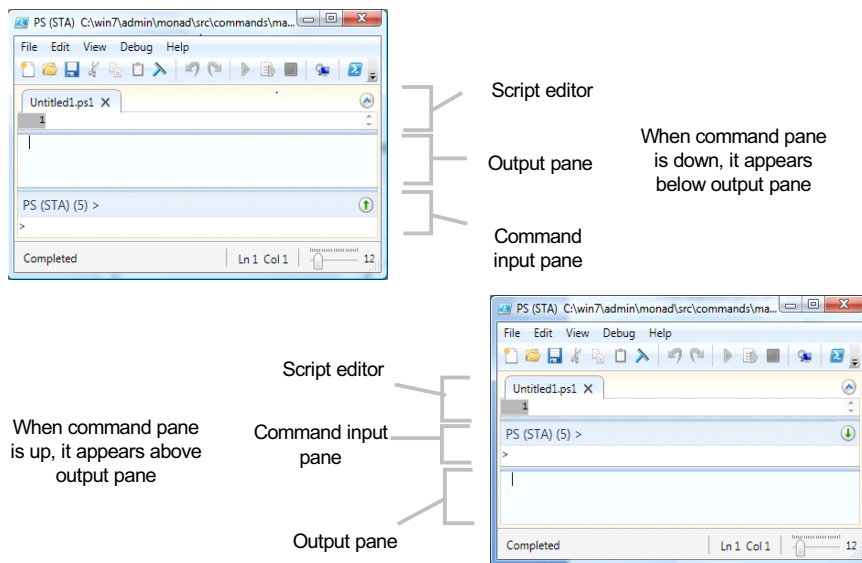 PS (STA) C:\win7\admin\monad\src\commands\ma...
File Edit View Debug Help
Untitled1.ps1
1
PS (STA) (5) >
>
Completed
Ln 1 Col 1
12
Script editor
Output pane
Command
input pane
When command pane
is down, it appears
below output pane
When command pane
is up, it appears above
output pane
Script editor
Command input
pane
Output pane
PS (STA) C:\win7\admin\monad\src\commands\ma...
File Edit View Debug Help
Untitled1.ps1
1
PS (STA) (5) >
>
Completed
Ln 1 Col 1
12